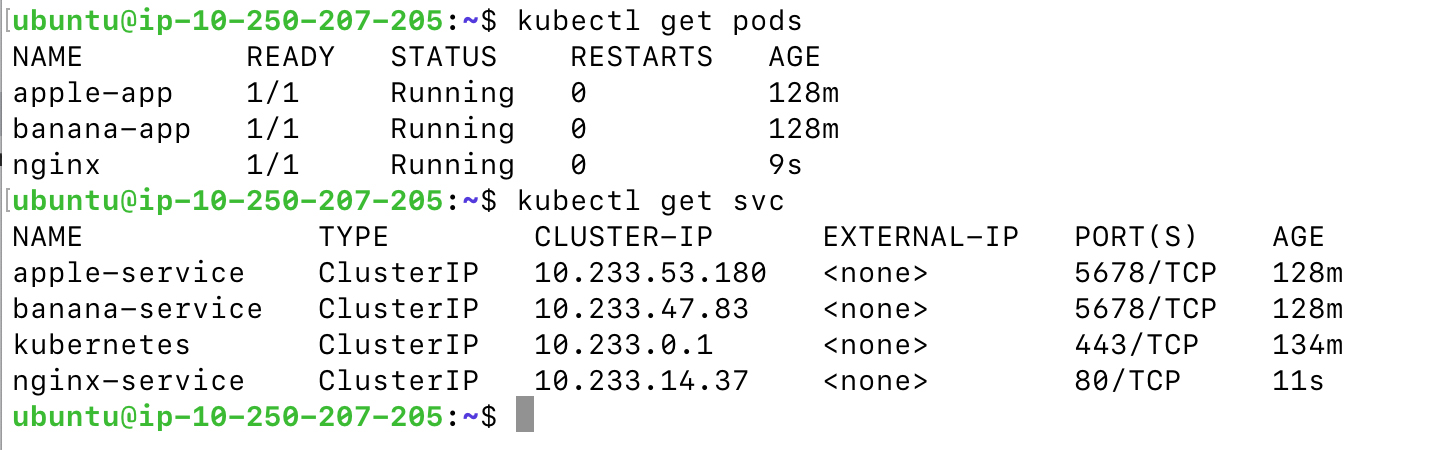 ubuntu@ip-10-250-207-205:~$ kubectl get pods
NAME         READY   STATUS    RESTARTS   AGE
apple-app    1/1     Running   0          128m
banana-app   1/1     Running   0          128m
nginx        1/1     Running   0          9s
ubuntu@ip-10-250-207-205:~$ kubectl get svc
NAME             TYPE        CLUSTER-IP      EXTERNAL-IP   PORT(S)    AGE
apple-service    ClusterIP   10.233.53.180   <none>        5678/TCP   128m
banana-service   ClusterIP   10.233.47.83    <none>        5678/TCP   128m
kubernetes       ClusterIP   10.233.0.1      <none>        443/TCP    134m
nginx-service    ClusterIP   10.233.14.37    <none>        80/TCP     11s
ubuntu@ip-10-250-207-205:~$